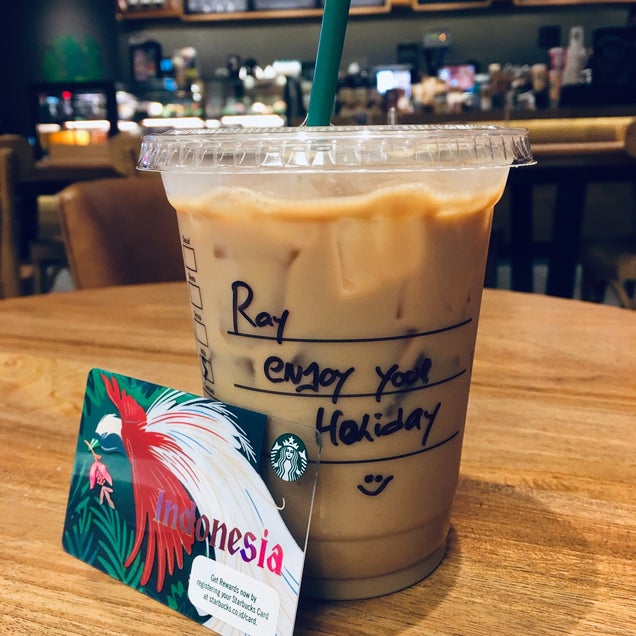 Ray
enjoy your
Holiday
Indonesia
Get Rewards now by
registering your Starbucks Card
at starbucks.co.id/card.